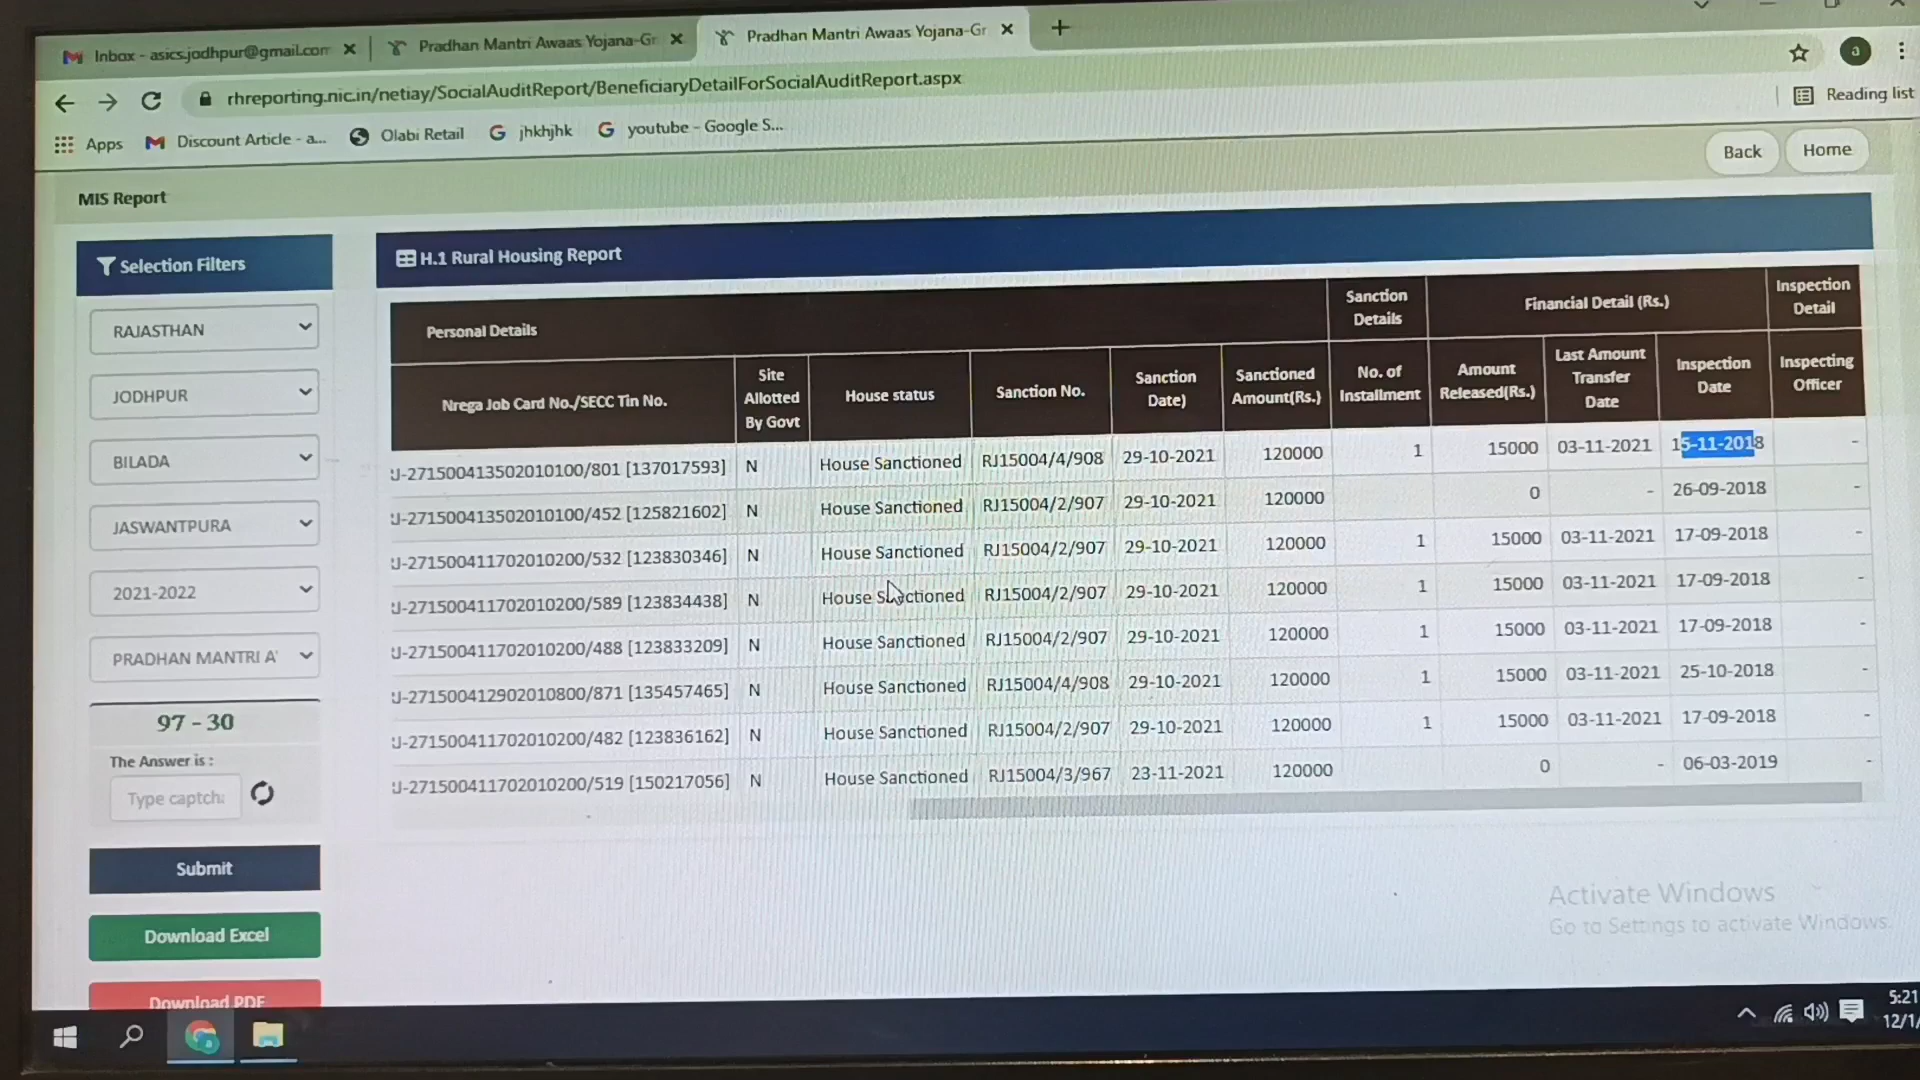 Inbox - asics.jodhpur@gmail.com
Pradhan Mantri Awaas Yojana-Gr
Pradhan Mantri Awaas Yojana-Gr
rhreporting.nic.in/netiay/SocialAuditReport/BeneficiaryDetailForSocialAuditReport.aspx
a
Reading list
Apps Discount Article - a... Olabi Retail jhkhjhk youtube - Google S...
Back Home
MIS Report
Selection Filters
RAJASTHAN
JODHPUR
BILADA
JASWANTPURA
2021-2022
PRADHAN MANTRI A
97 - 30
The Answer is :
Type captch
Submit
Download Excel
Download PDF
H.1 Rural Housing Report
Personal Details Sanction Details Financial Detail (Rs.) Inspection Detail
Nrega Job Card No./SECC Tin No. Site Allotted By Govt House status Sanction No. Sanction Date) Sanctioned Amount(Rs.) No. of Installment Amount Released(Rs.) Last Amount Transfer Date Inspection Date Inspecting Officer
J-271500413502010100/801 [137017593] N House Sanctioned RJ15004/4/908 29-10-2021 120000 1 15000 03-11-2021 15-11-2018 -
J-271500413502010100/452 [125821602] N House Sanctioned RJ15004/2/907 29-10-2021 120000 0 - 26-09-2018 -
J-271500411702010200/532 [123830346] N House Sanctioned RJ15004/2/907 29-10-2021 120000 1 15000 03-11-2021 17-09-2018 -
J-271500411702010200/589 [123834438] N House Sanctioned RJ15004/2/907 29-10-2021 120000 1 15000 03-11-2021 17-09-2018 -
J-271500411702010200/488 [123833209] N House Sanctioned RJ15004/2/907 29-10-2021 120000 1 15000 03-11-2021 17-09-2018 -
J-271500412902010800/871 [135457465] N House Sanctioned RJ15004/4/908 29-10-2021 120000 1 15000 03-11-2021 25-10-2018 -
J-271500411702010200/482 [123836162] N House Sanctioned RJ15004/2/907 29-10-2021 120000 1 15000 03-11-2021 17-09-2018 -
J-271500411702010200/519 [150217056] N House Sanctioned RJ15004/3/967 23-11-2021 120000 0 - 06-03-2019 -
Activate Windows
Go to Settings to activate Windows.
5:21
12/1/